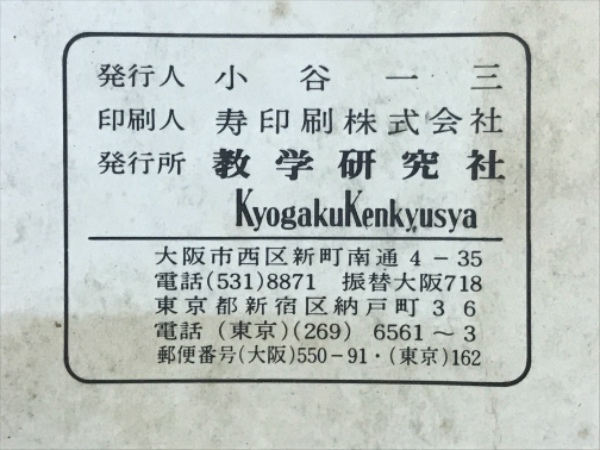 発行人 小谷一三
印刷人 寿印刷株式会社
発行所 教学研究社
KyogakuKenkyusya
大阪市西区新町南通4-35
電話(531)8871 振替大阪718
東京都新宿区納戸町36
電話(東京)(269) 6561~3
郵便番号(大阪)550-91・(東京)162